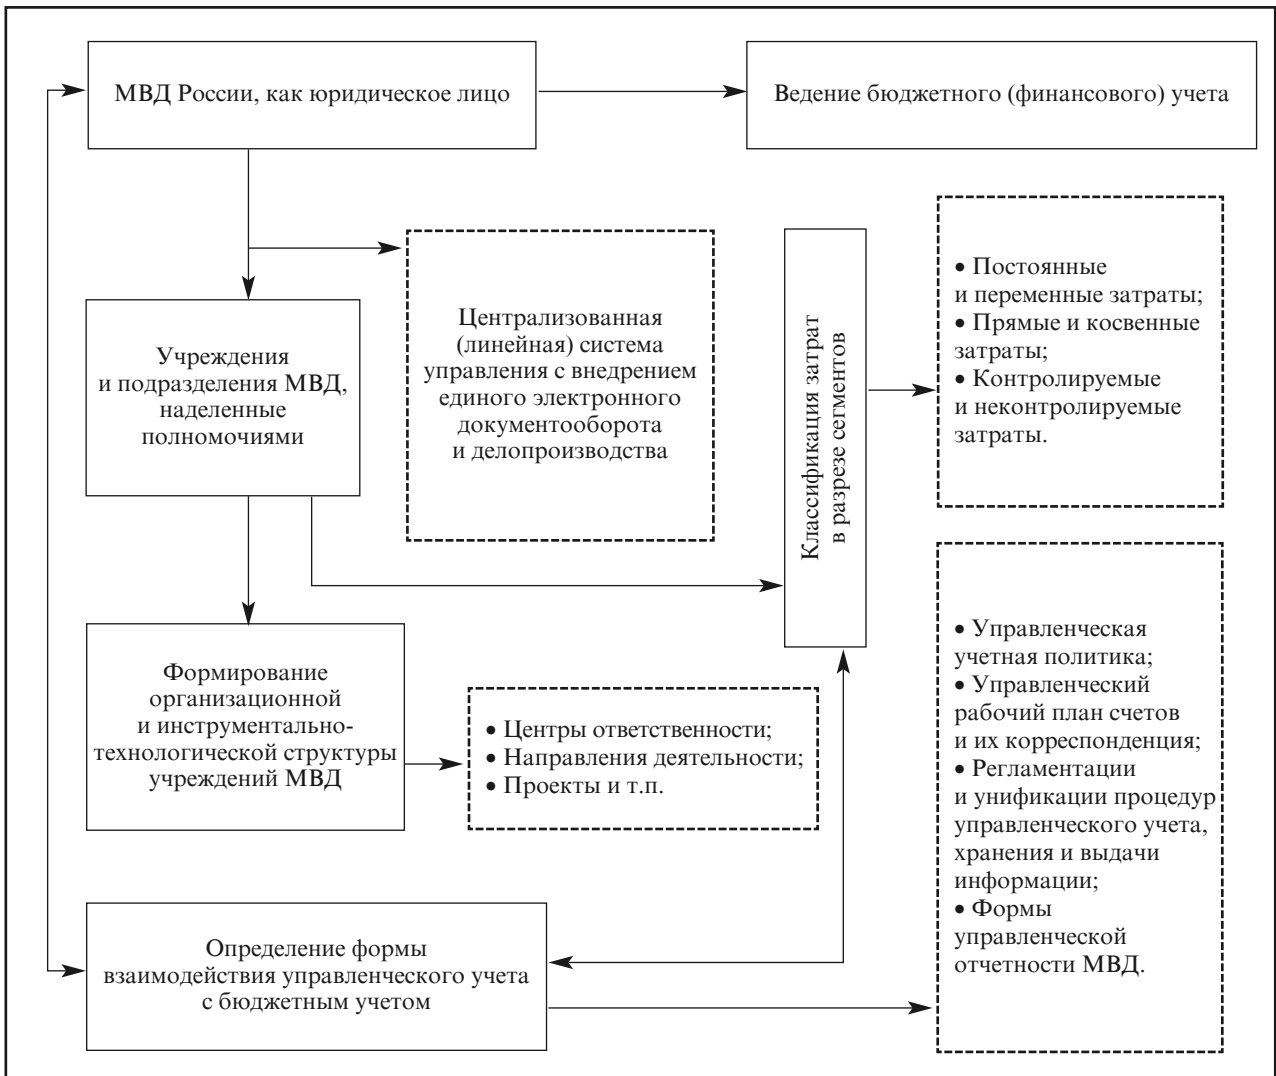 МВД России, как юридическое лицо
Ведение бюджетного (финансового) учета
Учреждения
и подразделения МВД,
наделенные
полномочиями
Централизованная
(линейная) система
управления с внедрением
единого электронного
документооборота
и делопроизводства
Классификация затрат
в разрезе сегментов
• Постоянные
и переменные затраты;
• Прямые и косвенные
затраты;
• Контролируемые
и неконтролируемые
затраты.
Формирование
организационной
и инструментально-
технологической структуры
учреждений МВД
• Центры ответственности;
• Направления деятельности;
• Проекты и т.п.
• Управленческая
учетная политика;
• Управленческий
рабочий план счетов
и их корреспонденция;
• Регламентации
и унификации процедур
управленческого учета,
хранения и выдачи
информации;
• Формы
управленческой
отчетности МВД.
Определение формы
взаимодействия управленческого учета
с бюджетным учетом